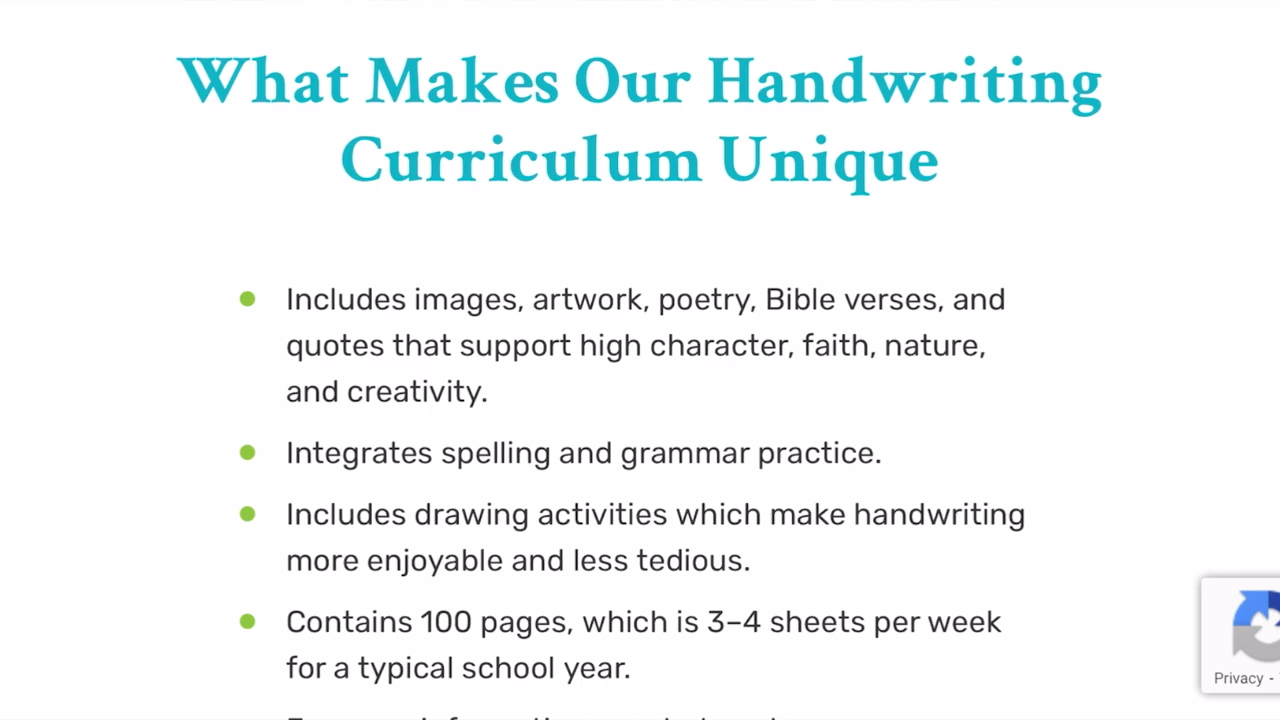 What Makes Our Handwriting
Curriculum Unique
Includes images, artwork, poetry, Bible verses, and
quotes that support high character, faith, nature,
and creativity.
Integrates spelling and grammar practice.
Includes drawing activities which make handwriting
more enjoyable and less tedious.
Contains 100 pages, which is 3–4 sheets per week
for a typical school year.
Privacy -